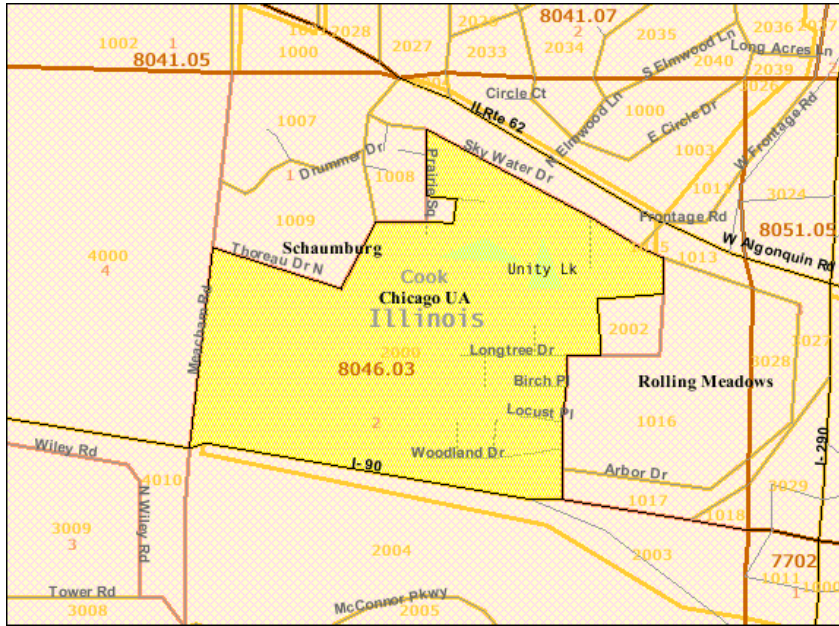 8041.07
2036
2037
2028
2035
1002
1
1000
2027
2033
2
2034
S Elmwood Ln
Long Acres Ln
8041.05
2040
2039
2026
Circle Ct
ILRte 62
N Elmwood Ln
1000
E Circle Dr
W Frontage Rd
1007
Drummer Dr
Prairie Sq
Sky Water Dr
1003
1
1008
1011
3024
1009
Frontage Rd
8051.05
4000
Schaumburg
Thoreau Dr N
1013
W Algonquin Rd
4
Cook
Unity Lk
Meacham Rd
Chicago UA
Illinois
2002
3027
2000
Longtree Dr
3028
8046.03
Birch Pl
Rolling Meadows
2
Locust Pl
1016
Wiley Rd
Woodland Dr
I- 90
I- 290
4010
Arbor Dr
N Wiley Rd
1017
3029
1018
3009
3
2004
2003
7702
1011
1
Tower Rd
McConnor Pkwy
3008
2005